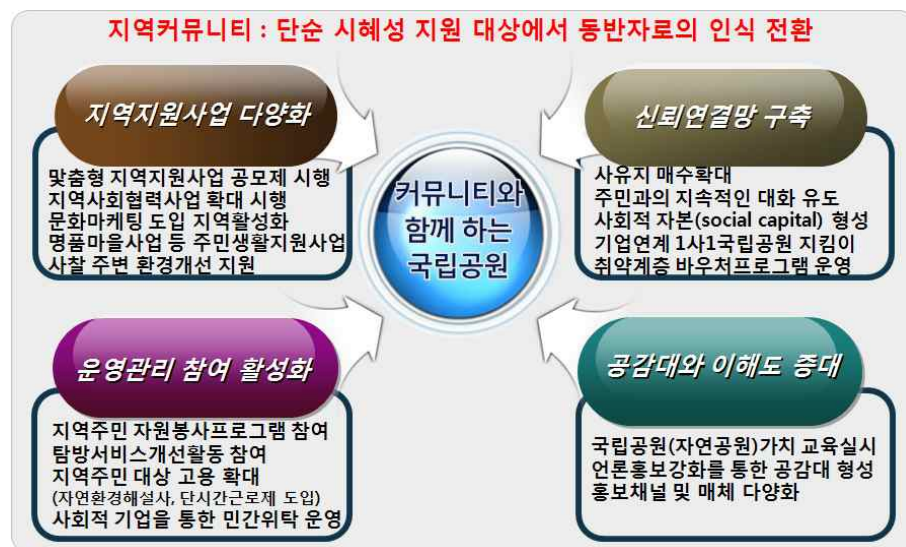 지역커뮤니티 : 단순 시혜성 지원 대상에서 동반자로의 인식 전환
지역지원사업 다양화
맞춤형 지역지원사업 공모제 시행
지역사회협력사업 확대 시행
문화마케팅 도입 지역활성화
명품마을사업 등 주민생활지원사업
사찰 주변 환경개선 지원
신뢰연결망 구축
사유지 매수확대
주민과의 지속적인 대화 유도
사회적 자본(social capital) 형성
기업연계 1사1국립공원 지킴이
취약계층 바우처프로그램 운영
커뮤니티와
함께 하는
국립공원
운영관리 참여 활성화
지역주민 자원봉사프로그램 참여
탐방서비스개선활동 참여
지역주민 대상 고용 확대
(자연환경해설사, 단시간근로제 도입)
사회적 기업을 통한 민간위탁 운영
공감대와 이해도 증대
국립공원(자연공원)가치 교육실시
언론홍보강화를 통한 공감대 형성
홍보채널 및 매체 다양화